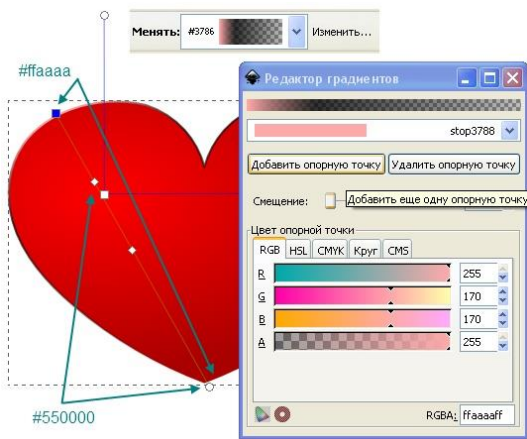 Менять: #3786 Изменить...
#ffaaaa
Редактор градиентов
stop3788
Добавить опорную точку Удалить опорную точку
Смещение: Добавить еще одну опорную точку
Цвет опорной точки
RGB HSL CMYK Круг CMS
R 255
G 170
B 170
A 255
#550000
RGBA: ffaaaaff